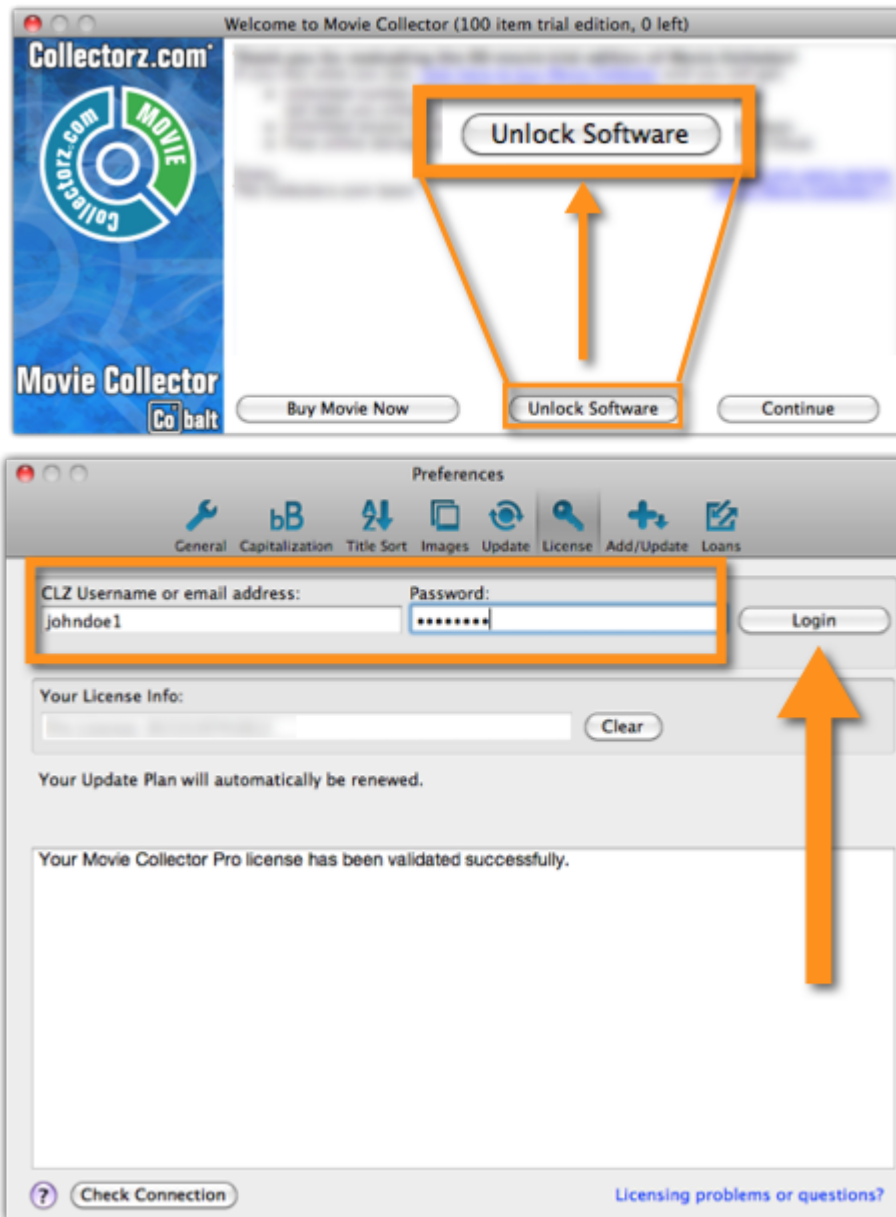 Welcome to Movie Collector (100 item trial edition, 0 left)
Collectorz.com
Collectorz.com MOVIE
Unlock Software
Movie Collector
Cobalt
Buy Movie Now
Unlock Software
Continue
Preferences
General Capitalization Title Sort Images Update License Add/Update Loans
CLZ Username or email address: Password:
johndoe1 ••••••••
Login
Your License Info:
Clear
Your Update Plan will automatically be renewed.
Your Movie Collector Pro license has been validated successfully.
? Check Connection Licensing problems or questions?